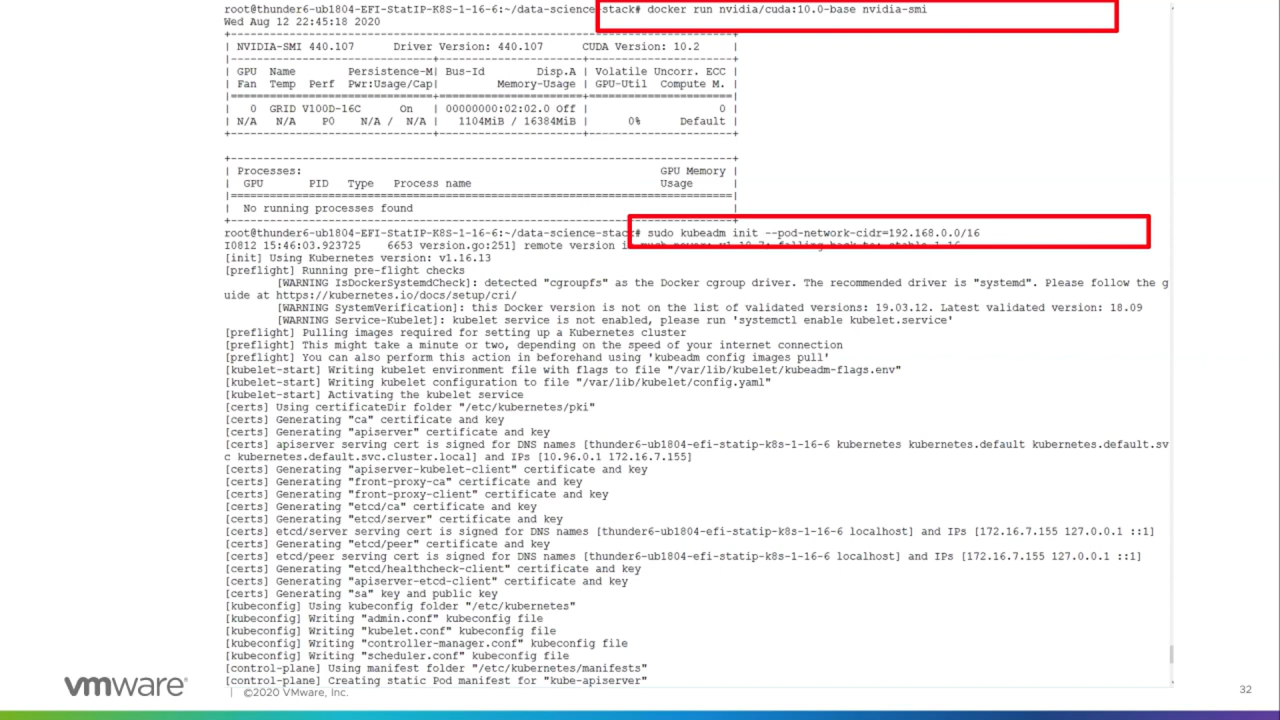 root@thunder6-ub1804-EFI-StatIP-K8S-1-16-6:~/data-science-stack# docker run nvidia/cuda:10.0-base nvidia-smi
Wed Aug 12 22:45:18 2020
+-----------------------------------------------------------------------------+
| NVIDIA-SMI 440.107      Driver Version: 440.107      CUDA Version: 10.2     |
|-------------------------------+----------------------+----------------------+
| GPU  Name        Persistence-M| Bus-Id        Disp.A | Volatile Uncorr. ECC |
| Fan  Temp  Perf  Pwr:Usage/Cap|         Memory-Usage | GPU-Util  Compute M. |
|===============================+======================+======================|
|   0  GRID V100D-16C      On   | 00000000:02:02.0 Off |                    0 |
| N/A   N/A    P0    N/A /  N/A |   1104MiB / 16384MiB |      0%      Default |
+-------------------------------+----------------------+----------------------+
+-----------------------------------------------------------------------------+
| Processes:                                                       GPU Memory |
|  GPU       PID   Type   Process name                             Usage      |
|=============================================================================|
|  No running processes found                                                 |
+-----------------------------------------------------------------------------+
root@thunder6-ub1804-EFI-StatIP-K8S-1-16-6:~/data-science-stack# sudo kubeadm init --pod-network-cidr=192.168.0.0/16
I0812 15:46:03.923725    6653 version.go:251] remote version is much newer: v1.18.7; falling back to: stable-1.16
[init] Using Kubernetes version: v1.16.13
[preflight] Running pre-flight checks
        [WARNING IsDockerSystemdCheck]: detected "cgroupfs" as the Docker cgroup driver. The recommended driver is "systemd". Please follow the g
uide at https://kubernetes.io/docs/setup/cri/
        [WARNING SystemVerification]: this Docker version is not on the list of validated versions: 19.03.12. Latest validated version: 18.09
        [WARNING Service-Kubelet]: kubelet service is not enabled, please run 'systemctl enable kubelet.service'
[preflight] Pulling images required for setting up a Kubernetes cluster
[preflight] This might take a minute or two, depending on the speed of your internet connection
[preflight] You can also perform this action in beforehand using 'kubeadm config images pull'
[kubelet-start] Writing kubelet environment file with flags to file "/var/lib/kubelet/kubeadm-flags.env"
[kubelet-start] Writing kubelet configuration to file "/var/lib/kubelet/config.yaml"
[kubelet-start] Activating the kubelet service
[certs] Using certificateDir folder "/etc/kubernetes/pki"
[certs] Generating "ca" certificate and key
[certs] Generating "apiserver" certificate and key
[certs] apiserver serving cert is signed for DNS names [thunder6-ub1804-efi-statip-k8s-1-16-6 kubernetes kubernetes.default kubernetes.default.sv
c kubernetes.default.svc.cluster.local] and IPs [10.96.0.1 172.16.7.155]
[certs] Generating "apiserver-kubelet-client" certificate and key
[certs] Generating "front-proxy-ca" certificate and key
[certs] Generating "front-proxy-client" certificate and key
[certs] Generating "etcd/ca" certificate and key
[certs] Generating "etcd/server" certificate and key
[certs] etcd/server serving cert is signed for DNS names [thunder6-ub1804-efi-statip-k8s-1-16-6 localhost] and IPs [172.16.7.155 127.0.0.1 ::1]
[certs] Generating "etcd/peer" certificate and key
[certs] etcd/peer serving cert is signed for DNS names [thunder6-ub1804-efi-statip-k8s-1-16-6 localhost] and IPs [172.16.7.155 127.0.0.1 ::1]
[certs] Generating "etcd/healthcheck-client" certificate and key
[certs] Generating "apiserver-etcd-client" certificate and key
[certs] Generating "sa" key and public key
[kubeconfig] Using kubeconfig folder "/etc/kubernetes"
[kubeconfig] Writing "admin.conf" kubeconfig file
[kubeconfig] Writing "kubelet.conf" kubeconfig file
[kubeconfig] Writing "controller-manager.conf" kubeconfig file
[kubeconfig] Writing "scheduler.conf" kubeconfig file
[control-plane] Using manifest folder "/etc/kubernetes/manifests"
[control-plane] Creating static Pod manifest for "kube-apiserver"
vmware®
| ©2020 VMware, Inc.
32